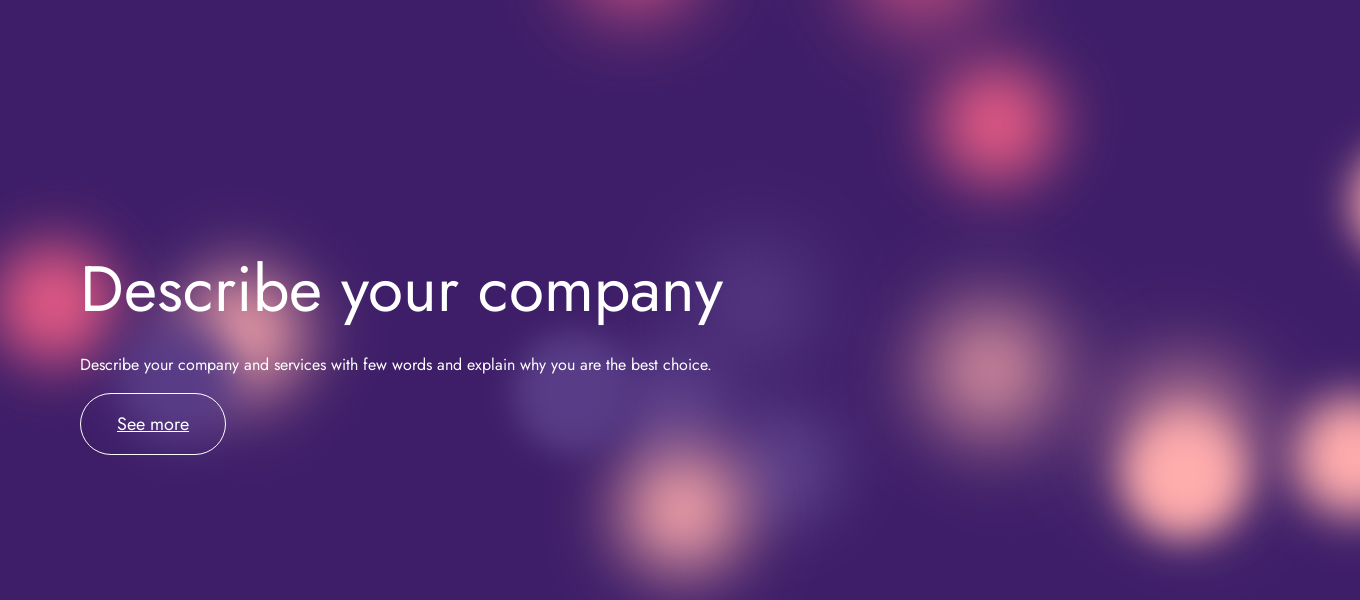 Describe your company
Describe your company and services with few words and explain why you are the best choice.
See more